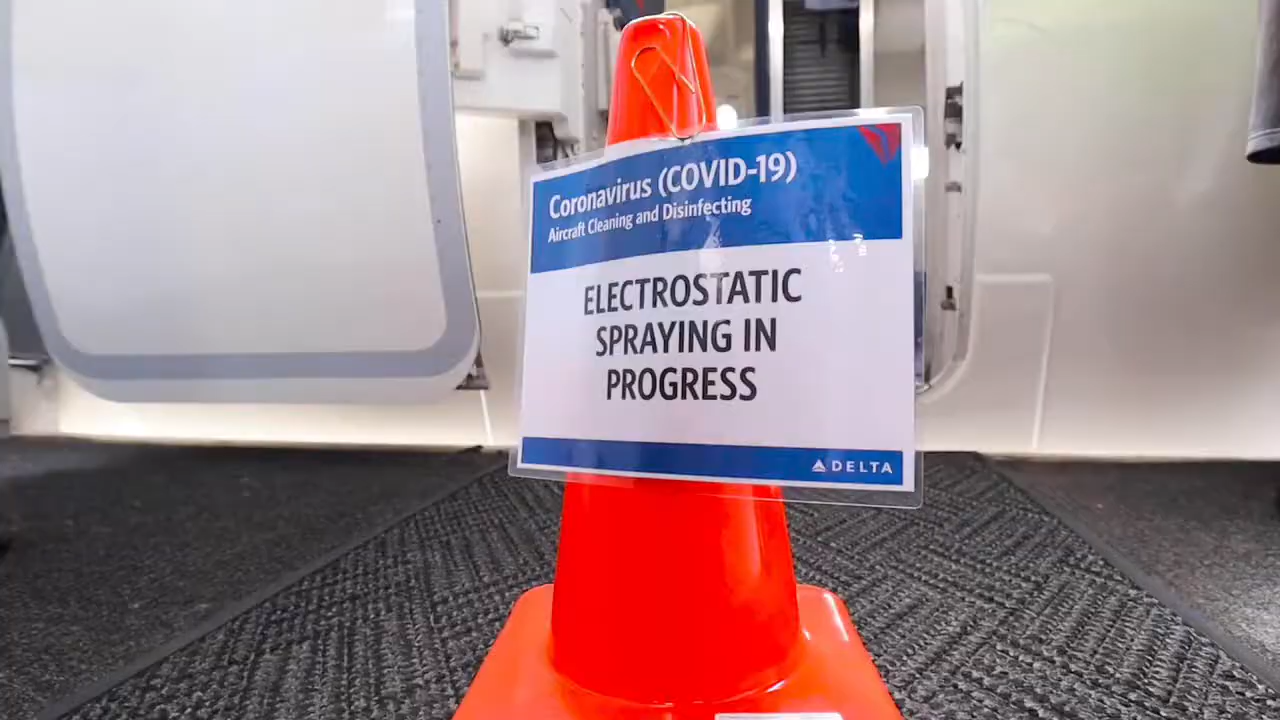 Coronavirus (COVID-19)
Aircraft Cleaning and Disinfecting
ELECTROSTATIC
SPRAYING IN
PROGRESS
DELTA